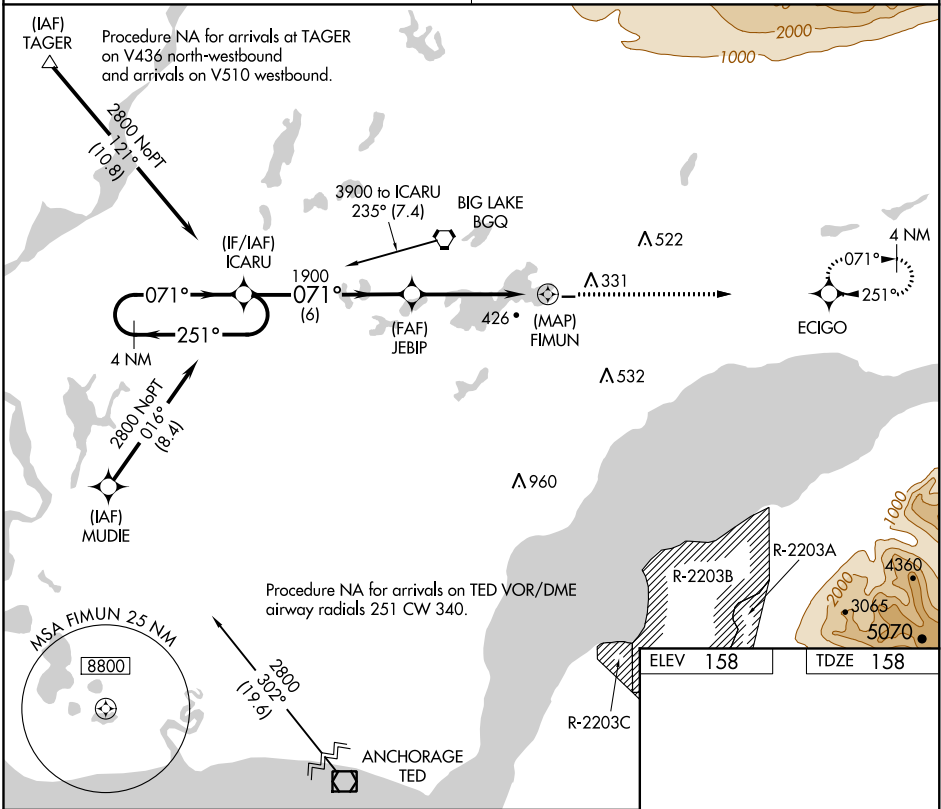 (IAF)
TAGER
Procedure NA for arrivals at TAGER
on V436 north-westbound
and arrivals on V510 westbound.
2000
1000
2800 NoPT
121°
(10.8)
3900 to ICARU
235° (7.4)
BIG LAKE
BGQ
(IF/IAF)
ICARU
522
4 NM
071°
251°
ECIGO
331
1900
071°
(6)
071°
251°
4 NM
(FAF)
JEBIP
426
(MAP)
FIMUN
532
2800 NoPT
016°
(8.4)
(IAF)
MUDIE
960
1000
2000
4360
3065
5070
R-2203A
R-2203B
R-2203C
Procedure NA for arrivals on TED VOR/DME
airway radials 251 CW 340.
MSA FIMUN 25 NM
8800
2800
302°
(19.6)
ANCHORAGE
TED
ELEV 158
TDZE 158